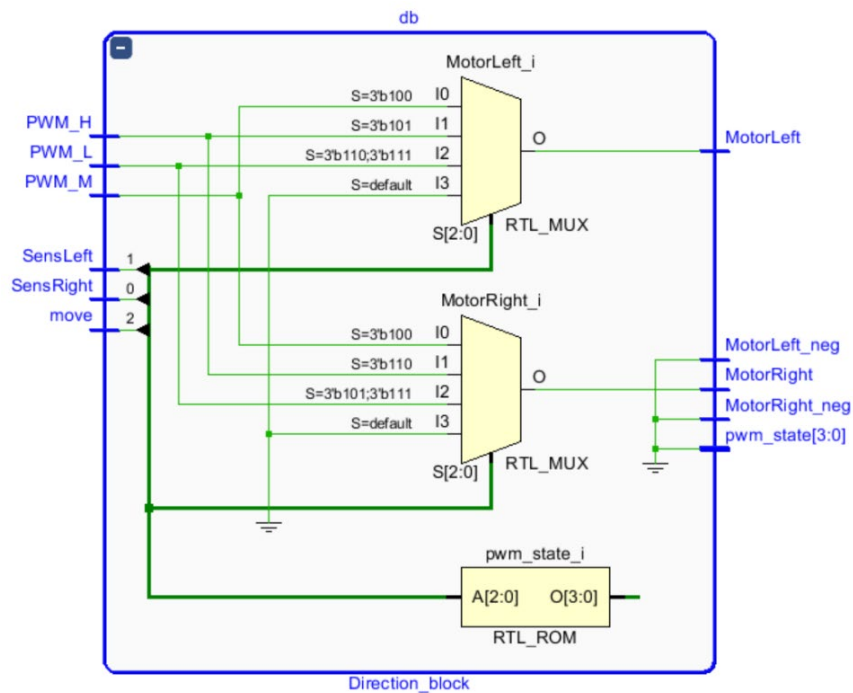 db
MotorLeft_i
S=3'b100 I0
PWM_H
S=3'b101 I1
O
MotorLeft
PWM_L
S=3'b110;3'b111 I2
PWM_M
S=default I3
S[2:0]
RTL_MUX
SensLeft
1
SensRight
0
move
2
MotorRight_i
S=3'b100 I0
MotorLeft_neg
S=3'b110 I1
O
MotorRight
S=3'b101;3'b111 I2
MotorRight_neg
S=default I3
pwm_state[3:0]
S[2:0]
RTL_MUX
pwm_state_i
A[2:0] O[3:0]
RTL_ROM
Direction_block